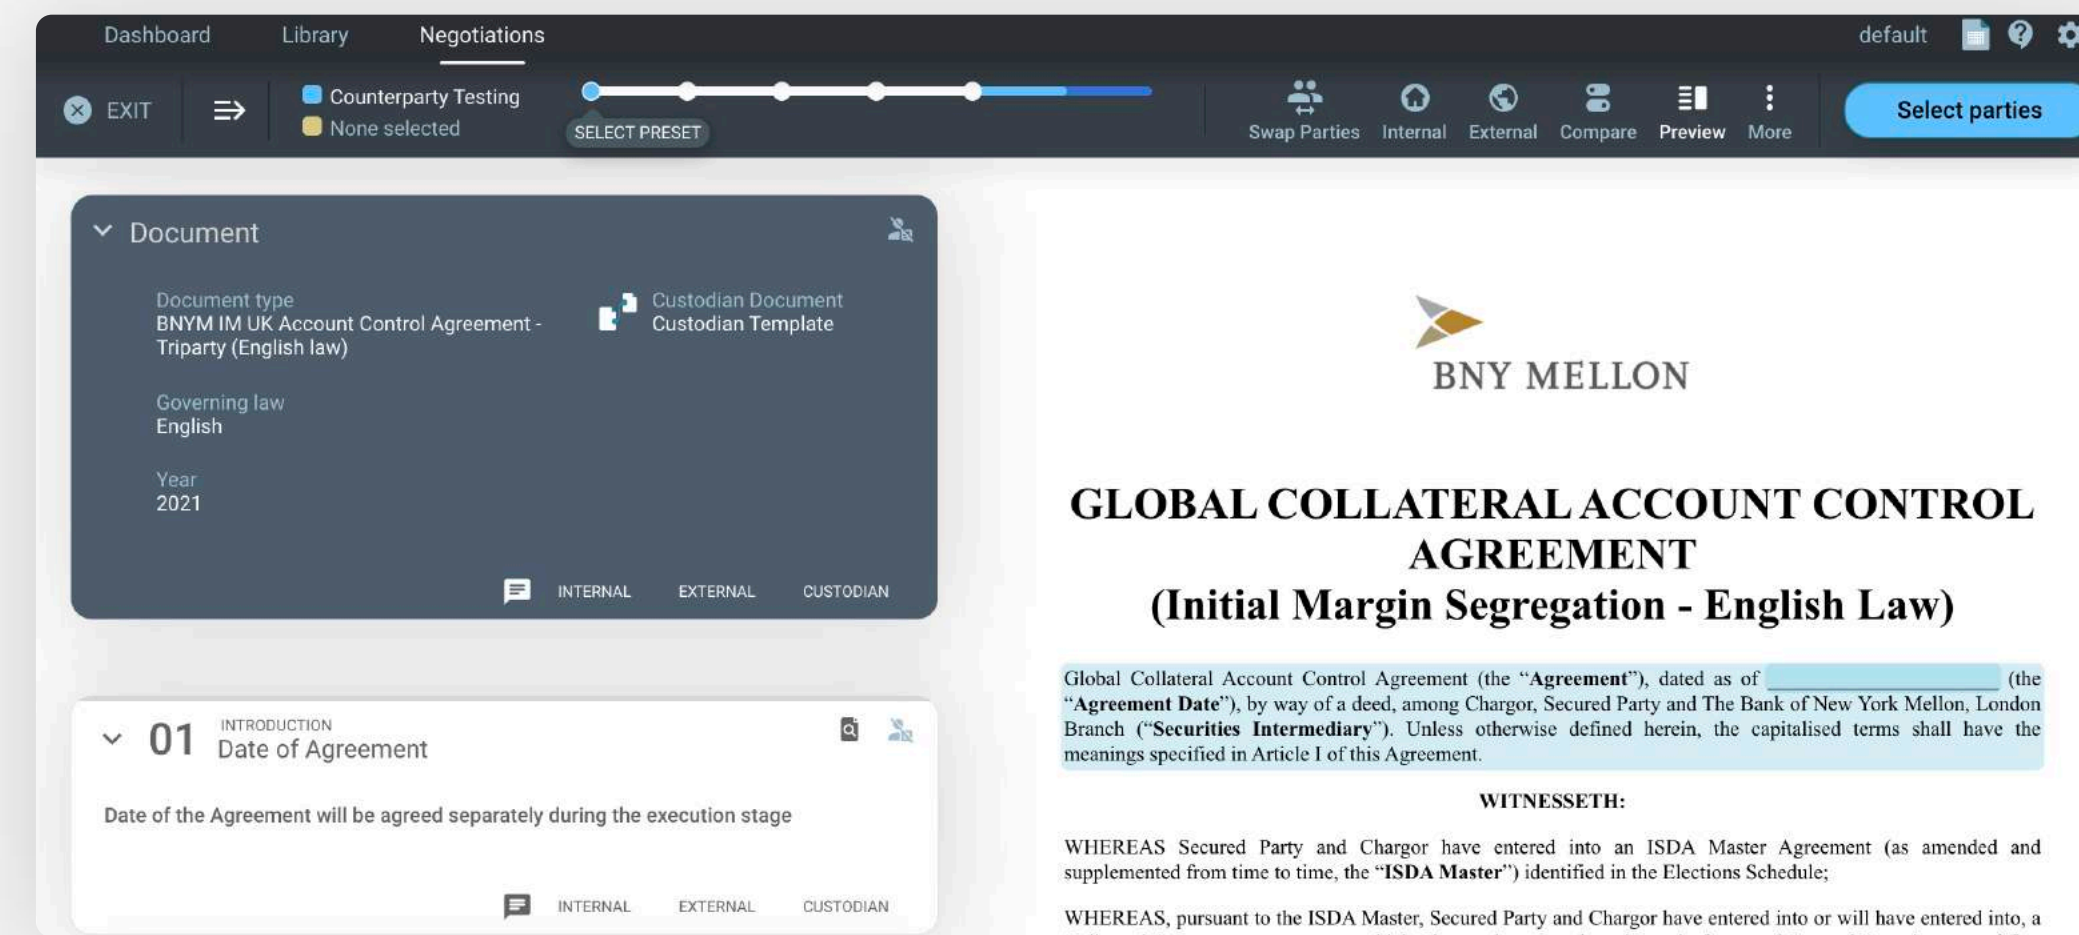 Dashboard
Library
Negotiations
default
EXIT
Counterparty Testing
None selected
SELECT PRESET
Swap Parties
Internal
External
Compare
Preview
More
Select parties
Document
Document type
BNYM IM UK Account Control Agreement -
Triparty (English law)
Custodian Document
Custodian Template
Governing law
English
Year
2021
INTERNAL
EXTERNAL
CUSTODIAN
01
INTRODUCTION
Date of Agreement
Date of the Agreement will be agreed separately during the execution stage
INTERNAL
EXTERNAL
CUSTODIAN
BNY MELLON
GLOBAL COLLATERAL ACCOUNT CONTROL
AGREEMENT
(Initial Margin Segregation - English Law)
Global Collateral Account Control Agreement (the “Agreement”), dated as of (the
“Agreement Date”), by way of a deed, among Chargor, Secured Party and The Bank of New York Mellon, London
Branch (“Securities Intermediary”). Unless otherwise defined herein, the capitalised terms shall have the
meanings specified in Article I of this Agreement.
WITNESSETH:
WHEREAS Secured Party and Chargor have entered into an ISDA Master Agreement (as amended and
supplemented from time to time, the “ISDA Master”) identified in the Elections Schedule;
WHEREAS, pursuant to the ISDA Master, Secured Party and Chargor have entered into or will have entered into, a